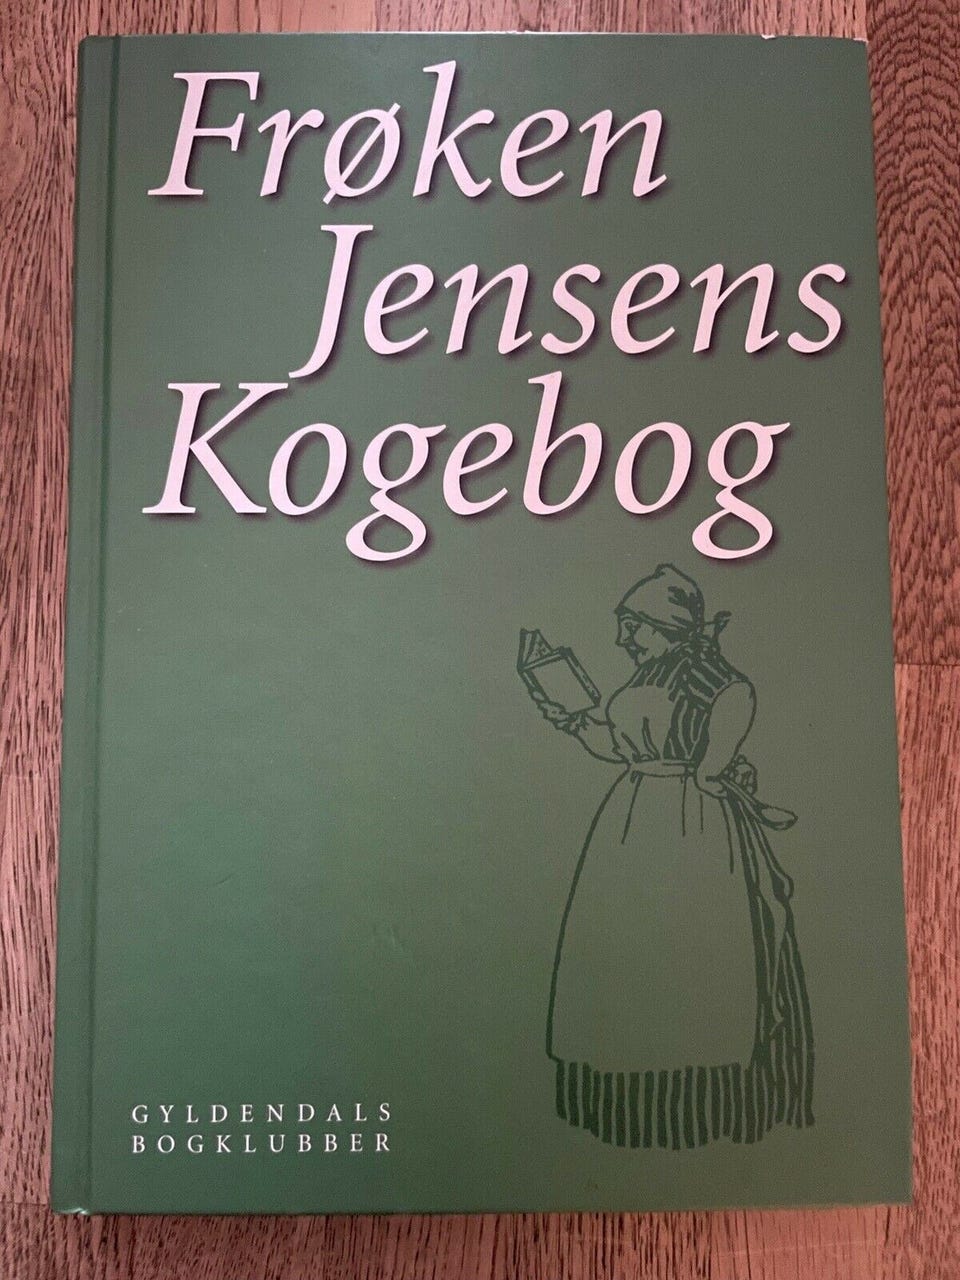 Frøken
Jensens
Kogebog
GYLDENDALS
BOGKLUBBER